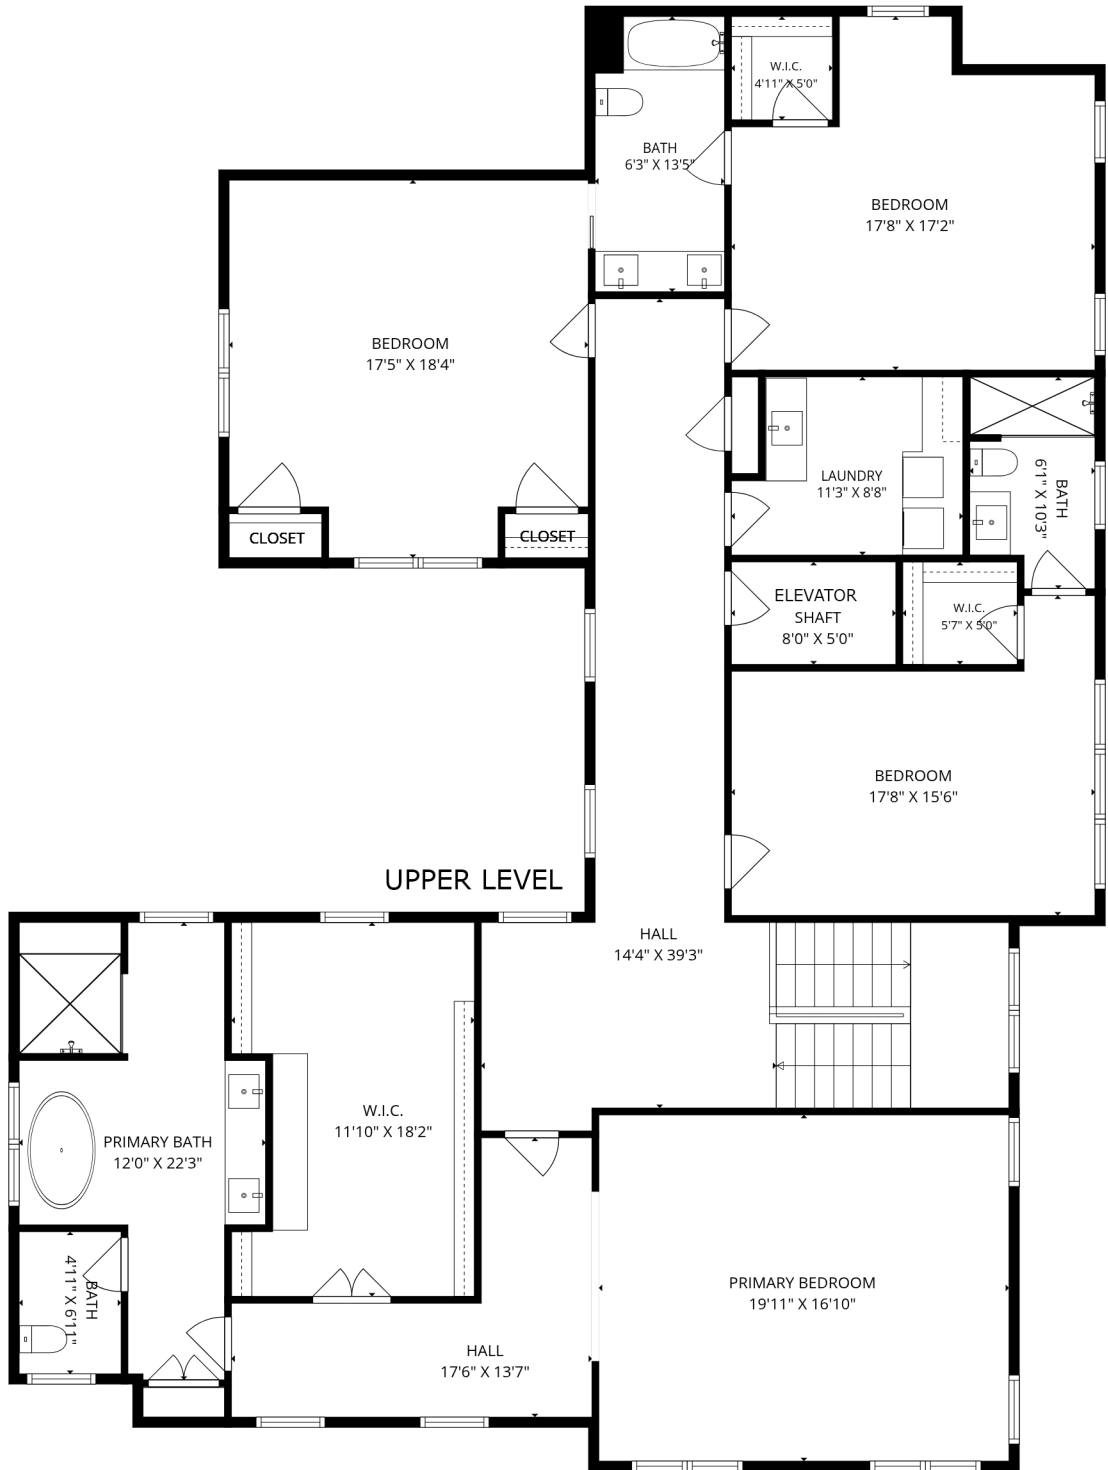 W.I.C.
4'11" X 5'0"
BATH
6'3" X 13'5"
BEDROOM
17'8" X 17'2"
BEDROOM
17'5" X 18'4"
LAUNDRY
11'3" X 8'8"
BATH
6'1" X 10'3"
CLOSET
CLOSET
ELEVATOR
SHAFT
8'0" X 5'0"
W.I.C.
5'7" X 5'0"
BEDROOM
17'8" X 15'6"
UPPER LEVEL
HALL
14'4" X 39'3"
W.I.C.
11'10" X 18'2"
PRIMARY BATH
12'0" X 22'3"
BATH
4'11" X 6'11"
PRIMARY BEDROOM
19'11" X 16'10"
HALL
17'6" X 13'7"